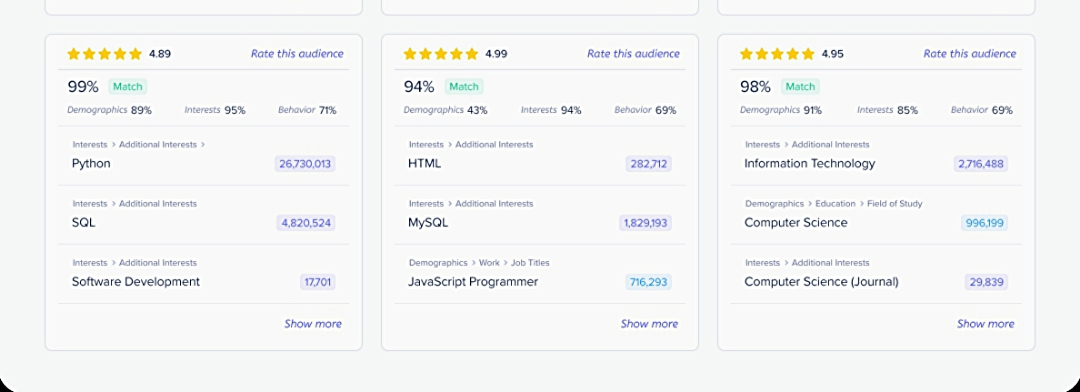 4.89 Rate this audience
99% Match
Demographics 89% Interests 95% Behavior 71%
Interests > Additional Interests >
Python 26,730,013
Interests > Additional Interests
SQL 4,820,524
Interests > Additional Interests
Software Development 17,701
Show more
4.99 Rate this audience
94% Match
Demographics 43% Interests 94% Behavior 69%
Interests > Additional Interests
HTML 282,712
Interests > Additional Interests
MySQL 1,829,193
Demographics > Work > Job Titles
JavaScript Programmer 716,293
Show more
4.95 Rate this audience
98% Match
Demographics 91% Interests 85% Behavior 69%
Interests > Additional Interests
Information Technology 2,716,488
Demographics > Education > Field of Study
Computer Science 996,199
Interests > Additional Interests
Computer Science (Journal) 29,839
Show more